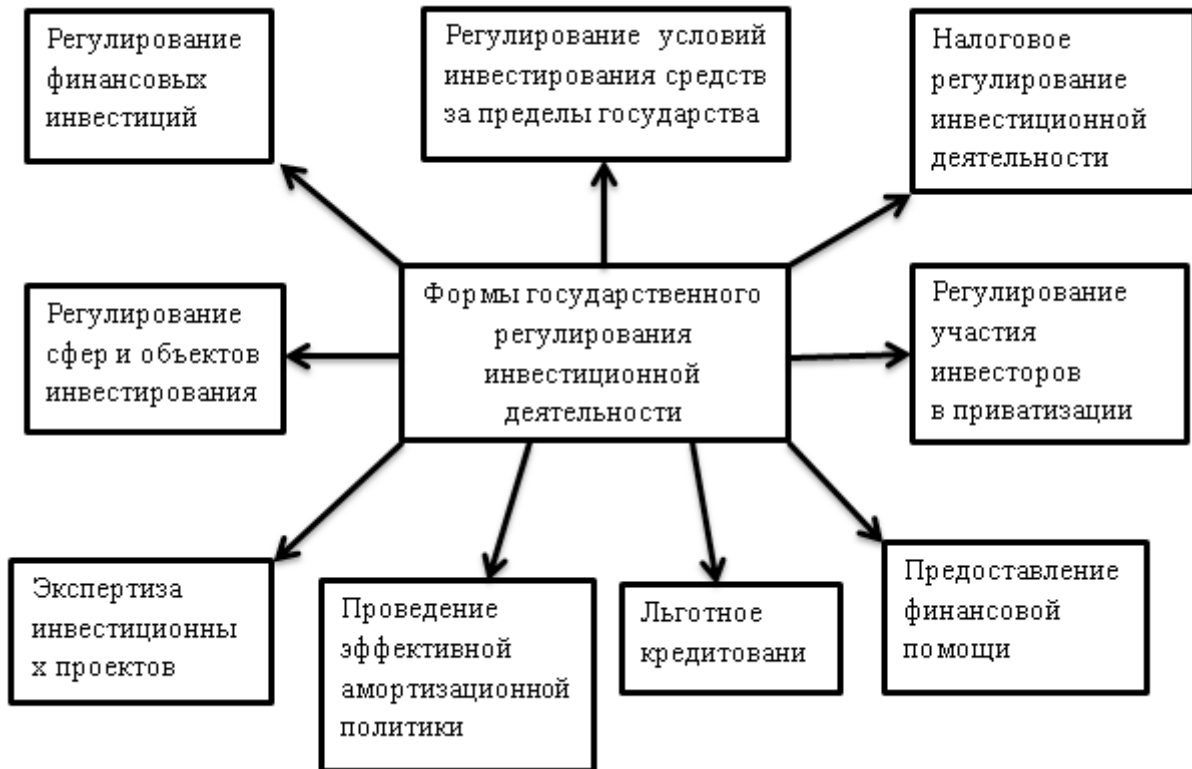 Регулирование
финансовых
инвестиций
Регулирование условий
инвестирования средств
за пределы государства
Налоговое
регулирование
инвестиционной
деятельности
Формы государственного
регулирования
инвестиционной
деятельности
Регулирование
сфер и объектов
инвестирования
Регулирование
участия
инвесторов
в приватизации
Экспертиза
инвестиционны
х проектов
Проведение
эффективной
амортизационной
политики
Льготное
кредитовани
Предоставление
финансовой
помощи